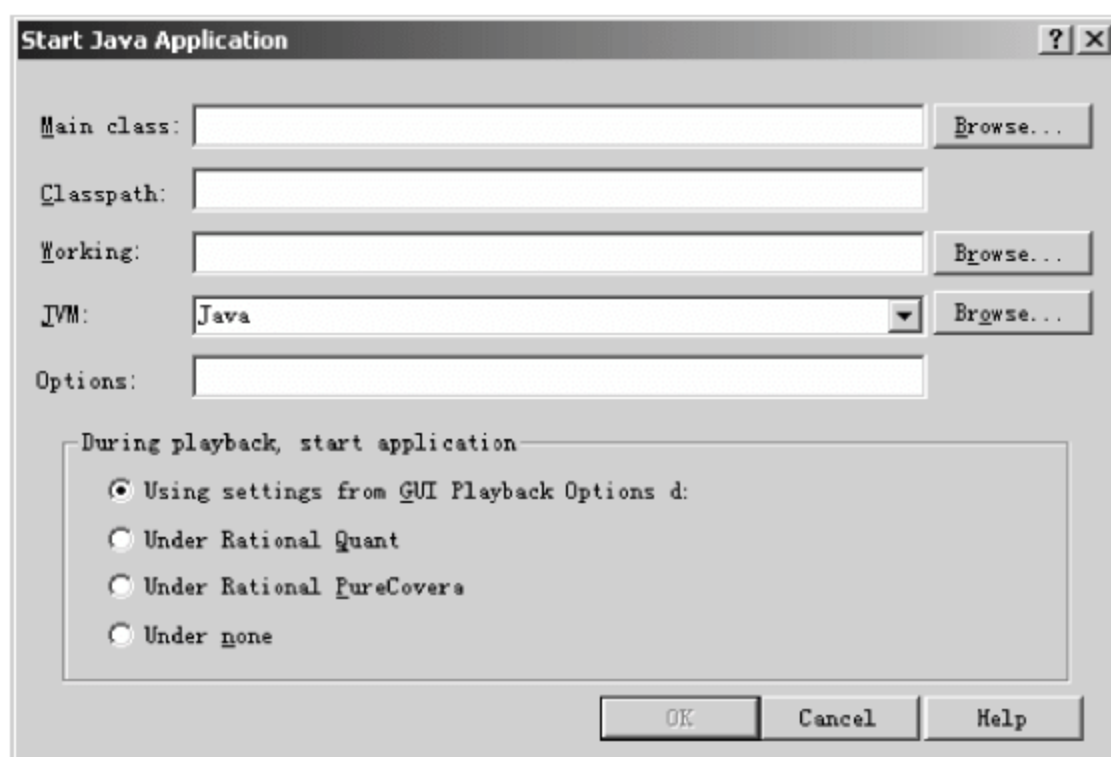 Start Java Application
Main class: Browse...
Classpath:
Working: Browse...
JVM: Java Browse...
Options:
During playback, start application
Using settings from GUI Playback Options d:
Under Rational Quant
Under Rational PureCovera
Under none
OK Cancel Help